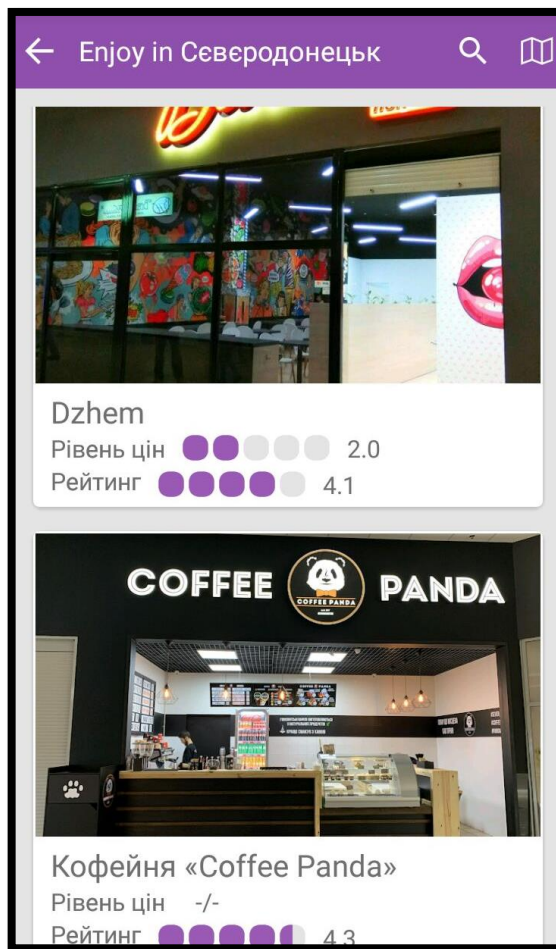 Enjoy in Сєвєродонецьк
Dzhem
Рівень цін 2.0
Рейтинг 4.1
COFFEE PANDA
COFFEE PANDA
Кофейня «Coffee Panda»
Рівень цін -/-
Рейтинг 4.3